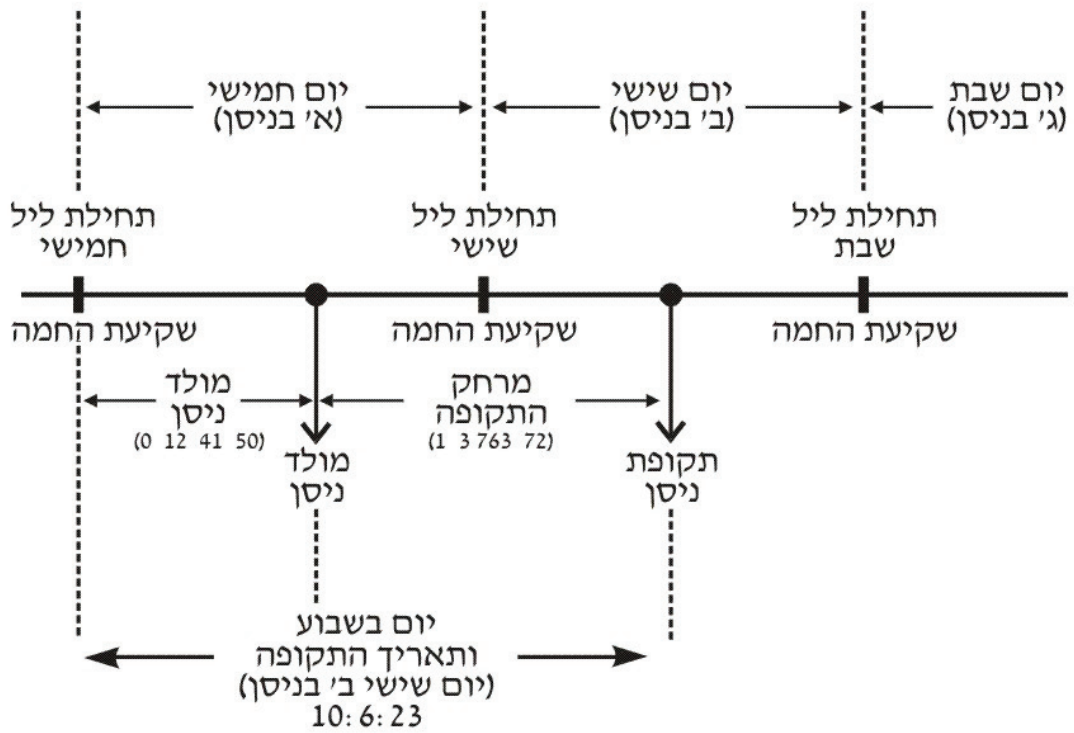 יום חמישי
(א׳ בניסן)
יום שישי
(ב׳ בניסן)
יום שבת
(ג׳ בניסן)
תחילת ליל
חמישי
תחילת ליל
שישי
תחילת ליל
שבת
שקיעת החמה
שקיעת החמה
שקיעת החמה
מולד
ניסן
(0 12 41 50)
מרחק
התקופה
(1 3 763 72)
מולד
ניסן
תקופת
ניסן
יום בשבוע
ותאריך התקופה
(יום שישי ב׳ בניסן)
10:6:23